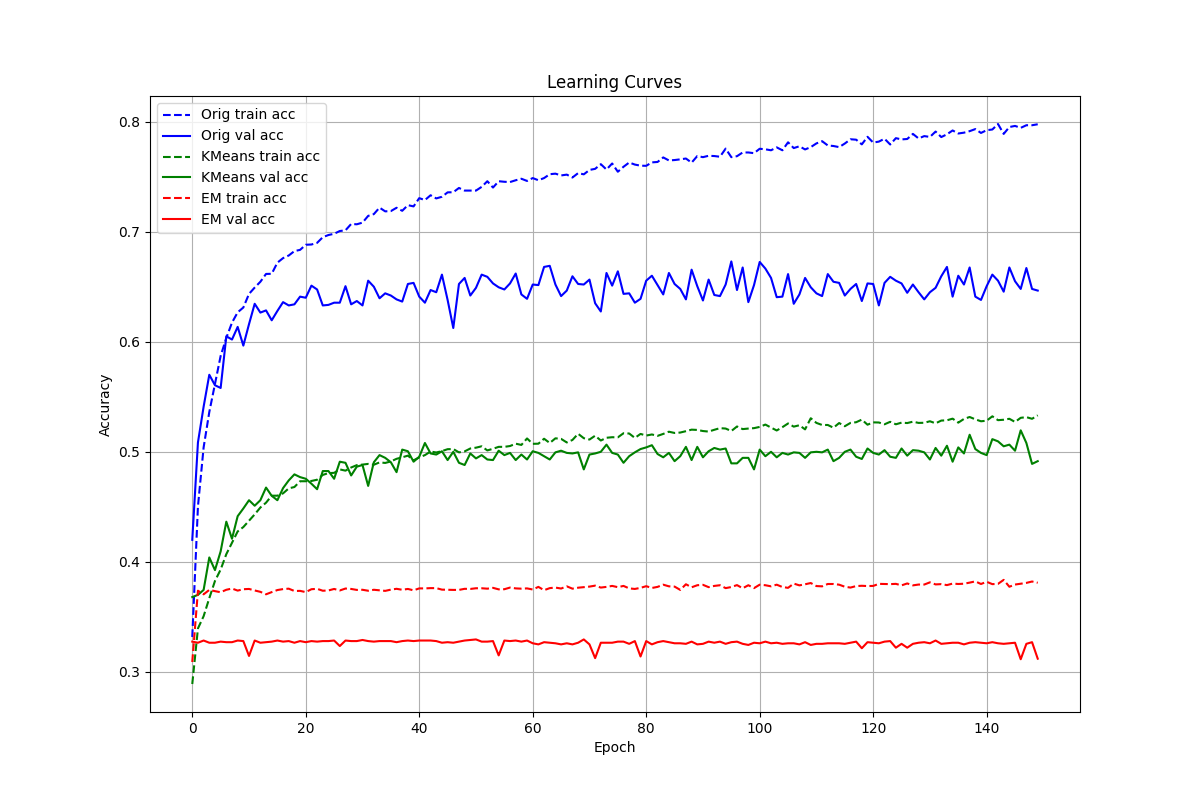 Learning Curves
Orig train acc
Orig val acc
KMeans train acc
KMeans val acc
EM train acc
EM val acc
Accuracy
0.8
0.7
0.6
0.5
0.4
0.3
0 20 40 60 80 100 120 140
Epoch